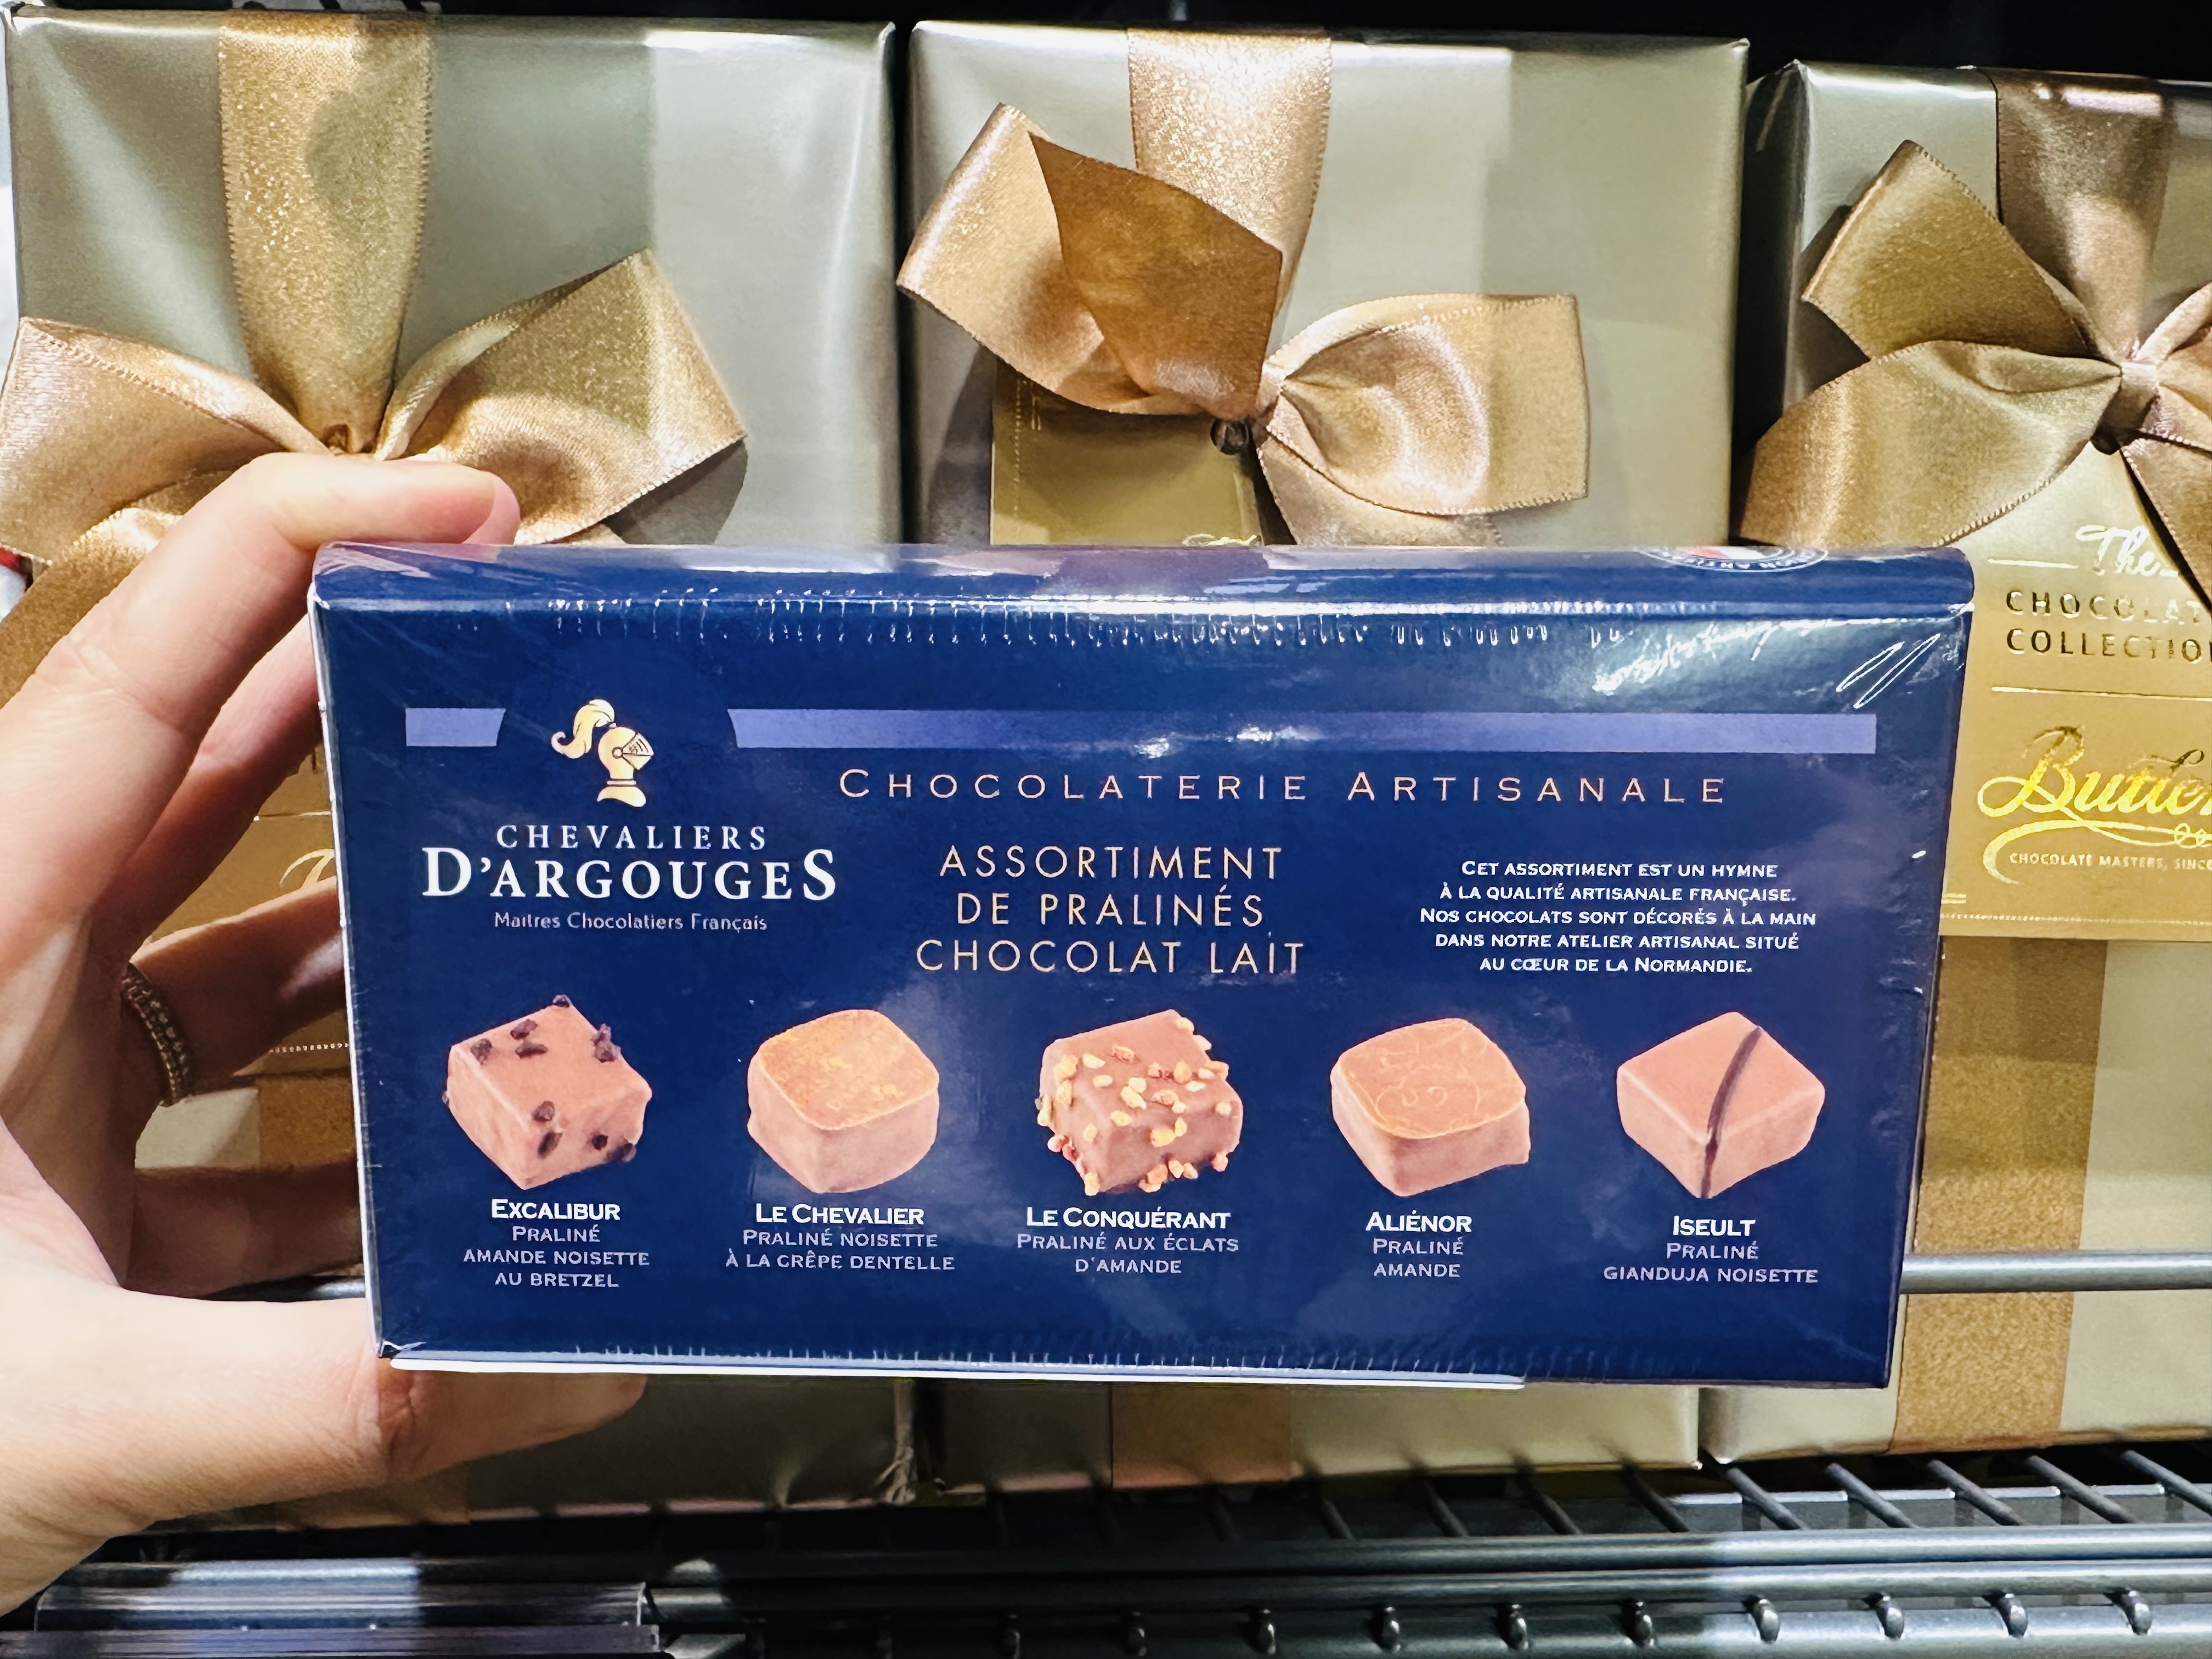 The
CHOCOLAT
COLLECTIO
CHOCOLATE MASTERS, SINC
CHOCOLATERIE ARTISANALE
CHEVALIERS
D'ARGOUGES
Maîtres Chocolatiers Français
ASSORTIMENT
DE PRALINÉS
CHOCOLAT LAIT
CET ASSORTIMENT EST UN HYMNE
À LA QUALITÉ ARTISANALE FRANÇAISE.
NOS CHOCOLATS SONT DÉCORÉS À LA MAIN
DANS NOTRE ATELIER ARTISANAL SITUÉ
AU CŒUR DE LA NORMANDIE.
EXCALIBUR
PRALINÉ
AMANDE NOISETTE
AU BRETZEL
LE CHEVALIER
PRALINÉ NOISETTE
À LA CRÊPE DENTELLE
LE CONQUÉRANT
PRALINÉ AUX ÉCLATS
D'AMANDE
ALIÉNOR
PRALINÉ
AMANDE
ISEULT
PRALINÉ
GIANDUJA NOISETTE